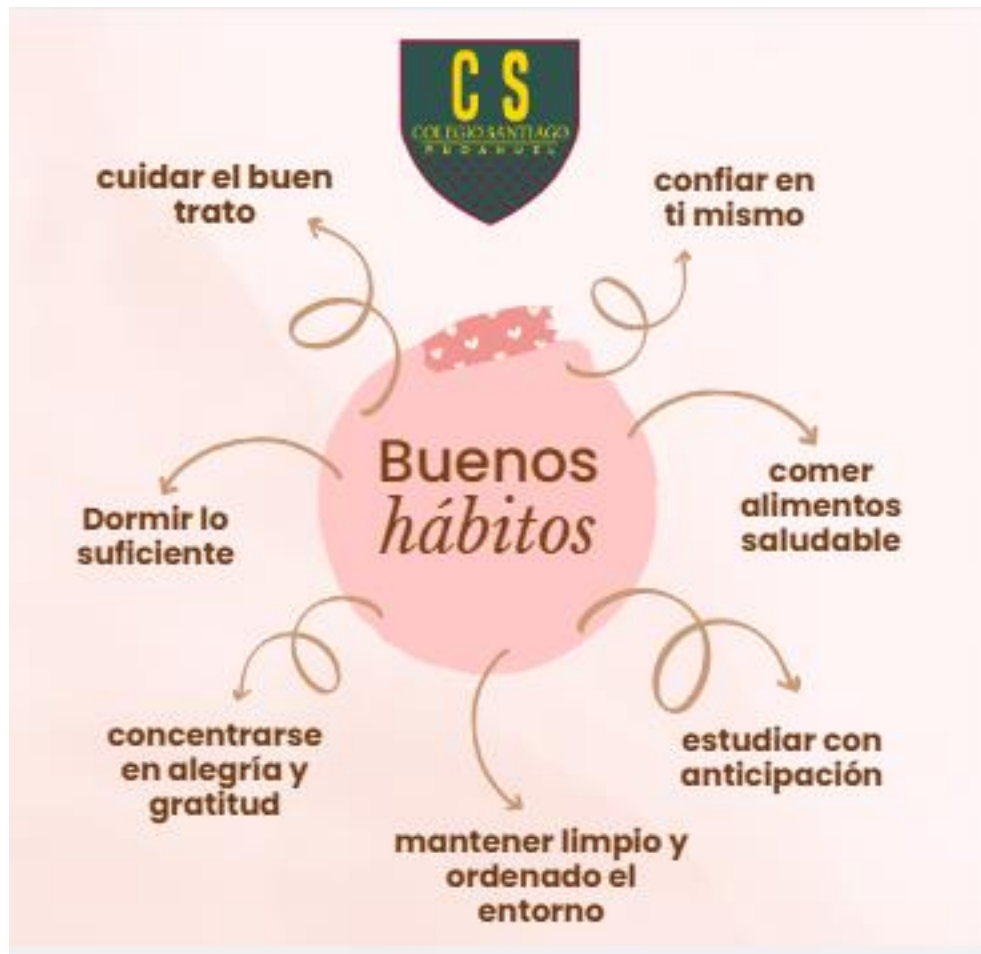 C S
COLEGIO SANTIAGO
PUDAHUEL
cuidar el buen
trato
confiar en
ti mismo
Buenos
hábitos
comer
alimentos
saludable
Dormir lo
suficiente
concentrarse
en alegría y
gratitud
estudiar con
anticipación
mantener limpio y
ordenado el
entorno